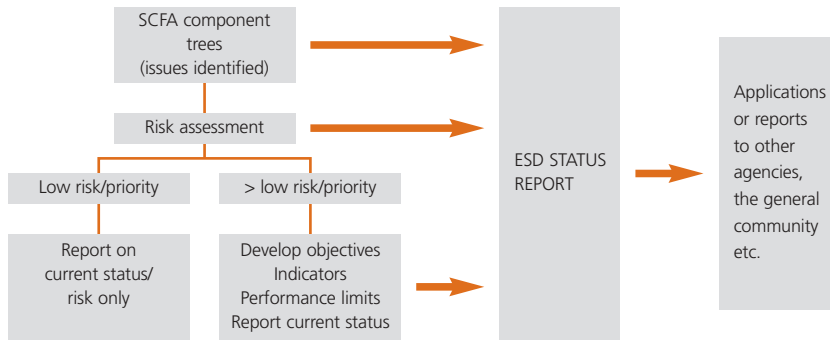 SCFA component
trees
(issues identified)
Risk assessment
Low risk/priority
> low risk/priority
Report on
current status/
risk only
Develop objectives
Indicators
Performance limits
Report current status
ESD STATUS
REPORT
Applications
or reports
to other
agencies,
the general
community
etc.